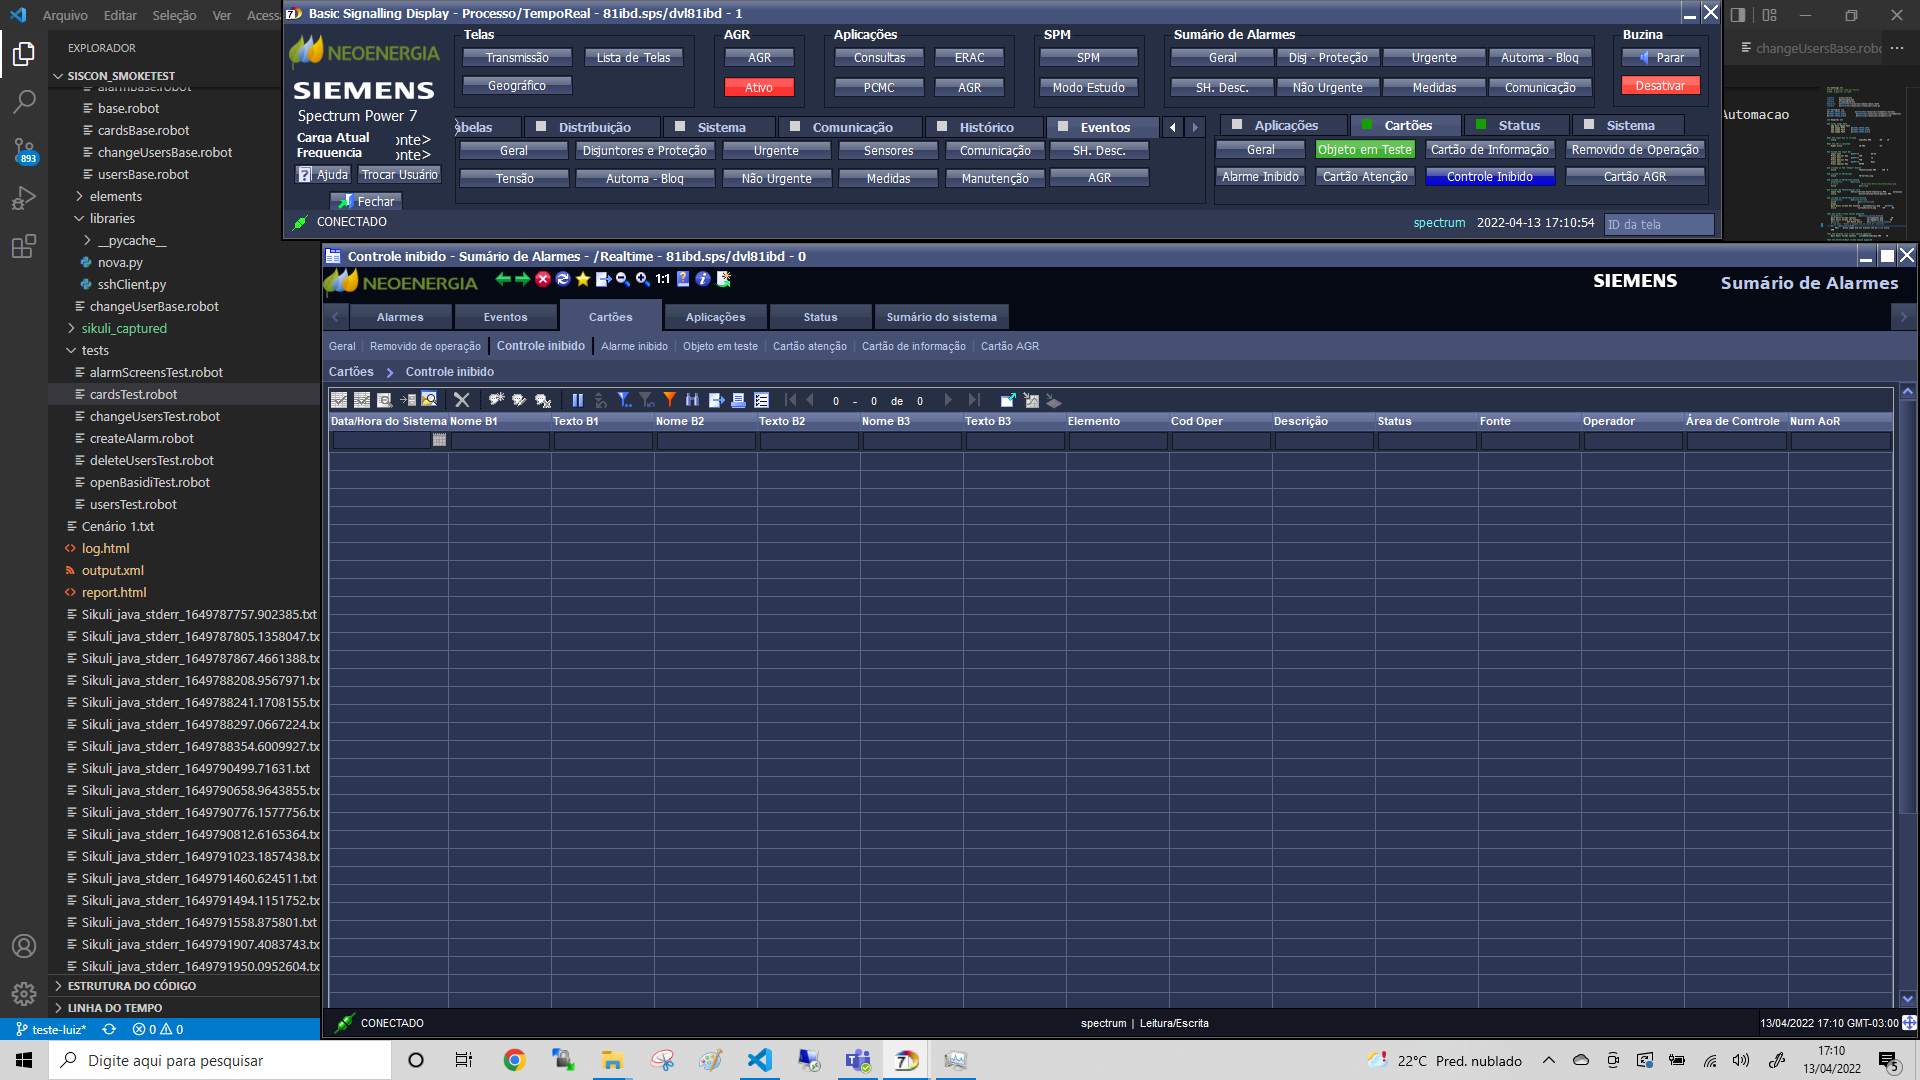 Arquivo Editar Seleção Ver
Basic Signalling Display - Processo/TempoReal - 81ibd.sps/dvl81ibd - 1
EXPLORADOR
SISCON_SMOKETEST
alarmBase.robot
base.robot
cardsBase.robot
changeUsersBase.robot
usersBase.robot
elements
libraries
__pycache__
nova.py
sshClient.py
changeUserBase.robot
sikuli_captured
tests
alarmScreensTest.robot
cardsTest.robot
changeUsersTest.robot
createAlarm.robot
deleteUsersTest.robot
openBasidiTest.robot
usersTest.robot
Cenário 1.txt
log.html
output.xml
report.html
Sikuli_java_stderr_1649787757.902385.txt
Sikuli_java_stderr_1649787805.1358047.tx
Sikuli_java_stderr_1649787867.4661388.tx
Sikuli_java_stderr_1649788208.9567971.tx
Sikuli_java_stderr_1649788241.1708155.tx
Sikuli_java_stderr_1649788297.0667224.tx
Sikuli_java_stderr_1649788354.6009927.tx
Sikuli_java_stderr_1649790499.71631.txt
Sikuli_java_stderr_1649790658.9643855.tx
Sikuli_java_stderr_1649790776.1577756.tx
Sikuli_java_stderr_1649790812.6165364.tx
Sikuli_java_stderr_1649791023.1857438.tx
Sikuli_java_stderr_1649791460.624511.txt
Sikuli_java_stderr_1649791494.1151752.tx
Sikuli_java_stderr_1649791558.875801.txt
Sikuli_java_stderr_1649791907.4083743.tx
Sikuli_java_stderr_1649791950.0952604.tx
ESTRUTURA DO CÓDIGO
LINHA DO TEMPO
893
teste-luiz* 0 0
NEOENERGIA
SIEMENS
Spectrum Power 7
Carga Atual onte>
Frequencia onte>
Ajuda Trocar Usuário
Fechar
CONECTADO
Telas AGR Aplicações SPM Sumário de Alarmes Buzina
Transmissão Lista de Telas AGR Consultas ERAC SPM Geral Disj - Proteção Urgente Automa - Bloq Parar
Geográfico Ativo PCMC AGR Modo Estudo SH. Desc. Não Urgente Medidas Comunicação Desativar
abelas Distribuição Sistema Comunicação Histórico Eventos Aplicações Cartões Status Sistema
Geral Disjuntores e Proteção Urgente Sensores Comunicação SH. Desc. Geral Objeto em Teste Cartão de Informação Removido de Operação
Tensão Automa - Bloq Não Urgente Medidas Manutenção AGR Alarme Inibido Cartão Atenção Controle Inibido Cartão AGR
spectrum 2022-04-13 17:10:54 ID da tela
changeUsersBase.robo
Automacao
Controle inibido - Sumário de Alarmes - /Realtime - 81ibd.sps/dvl81ibd - 0
NEOENERGIA 1:1 SIEMENS Sumário de Alarmes
Alarmes Eventos Cartões Aplicações Status Sumário do sistema
Geral Removido de operação Controle inibido Alarme inibido Objeto em teste Cartão atenção Cartão de informação Cartão AGR
Cartões Controle inibido
0 - 0 de 0
Data/Hora do Sistema Nome B1 Texto B1 Nome B2 Texto B2 Nome B3 Texto B3 Elemento Cod Oper Descrição Status Fonte Operador Área de Controle Num AoR
CONECTADO spectrum | Leitura/Escrita 13/04/2022 17:10 GMT-03:00
Digite aqui para pesquisar
22°C Pred. nublado
17:10
13/04/2022
5